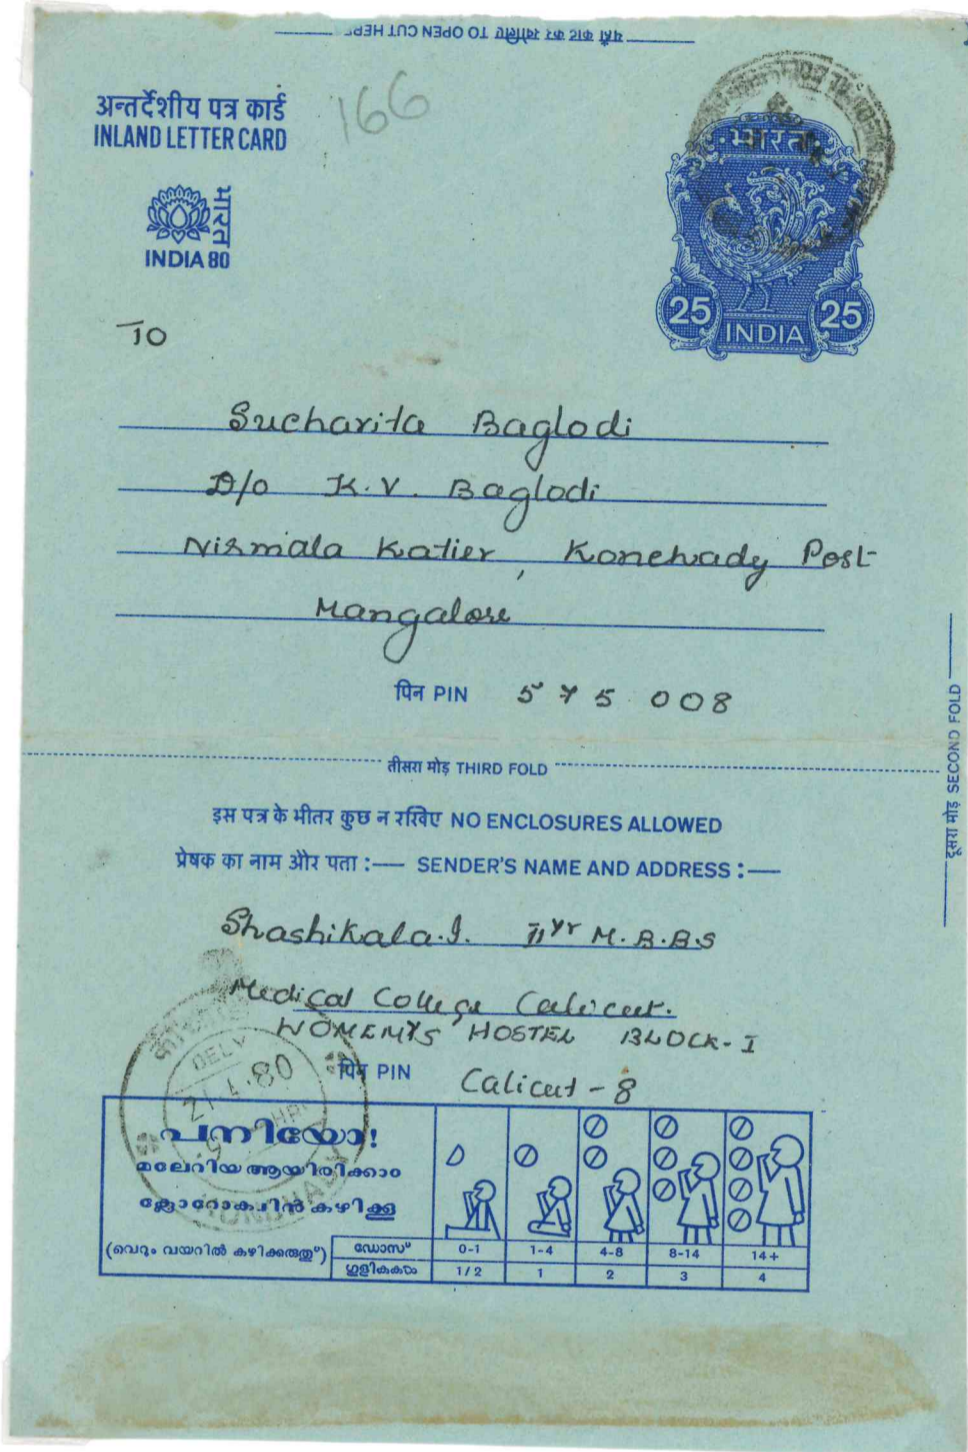 यहाँ काट कर खोलिए TO OPEN CUT HERE
अन्तर्देशीय पत्र कार्ड
INLAND LETTER CARD
166
भारत
INDIA 80
भारत
25 INDIA 25
TO
Sucharita Baglodi
D/o K.V. Baglodi
Nirmala Katier, Konchady Post
Mangalore
पिन PIN 575 008
तीसरा मोड़ THIRD FOLD
दूसरा मोड़ SECOND FOLD
इस पत्र के भीतर कुछ न रखिए NO ENCLOSURES ALLOWED
प्रेषक का नाम और पता :— SENDER'S NAME AND ADDRESS :—
Shashikala.I. II yr M.B.B.S
Medical College Calicut.
WOMEN'S HOSTEL BLOCK-I
पिन PIN Calicut-8
DELY
80
പനിയോ!
മലേറിയ ആയിരിക്കാം
ക്ലോറോക്വിൻ കഴിക്കൂ
(വെറും വയറിൽ കഴിക്കരുത്)
ഡോസ് 0-1 1-4 4-8 8-14 14+
ഗുളികകൾ 1/2 1 2 3 4